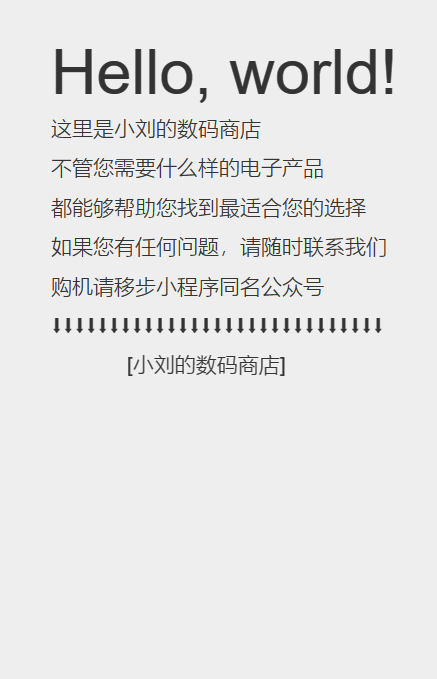 Hello, world!
这里是小刘的数码商店
不管您需要什么样的电子产品
都能够帮助您找到最适合您的选择
如果您有任何问题，请随时联系我们
购机请移步小程序同名公众号
⬇⬇⬇⬇⬇⬇⬇⬇⬇⬇⬇⬇⬇⬇⬇⬇⬇⬇⬇⬇⬇⬇⬇⬇⬇⬇⬇⬇⬇
[小刘的数码商店]